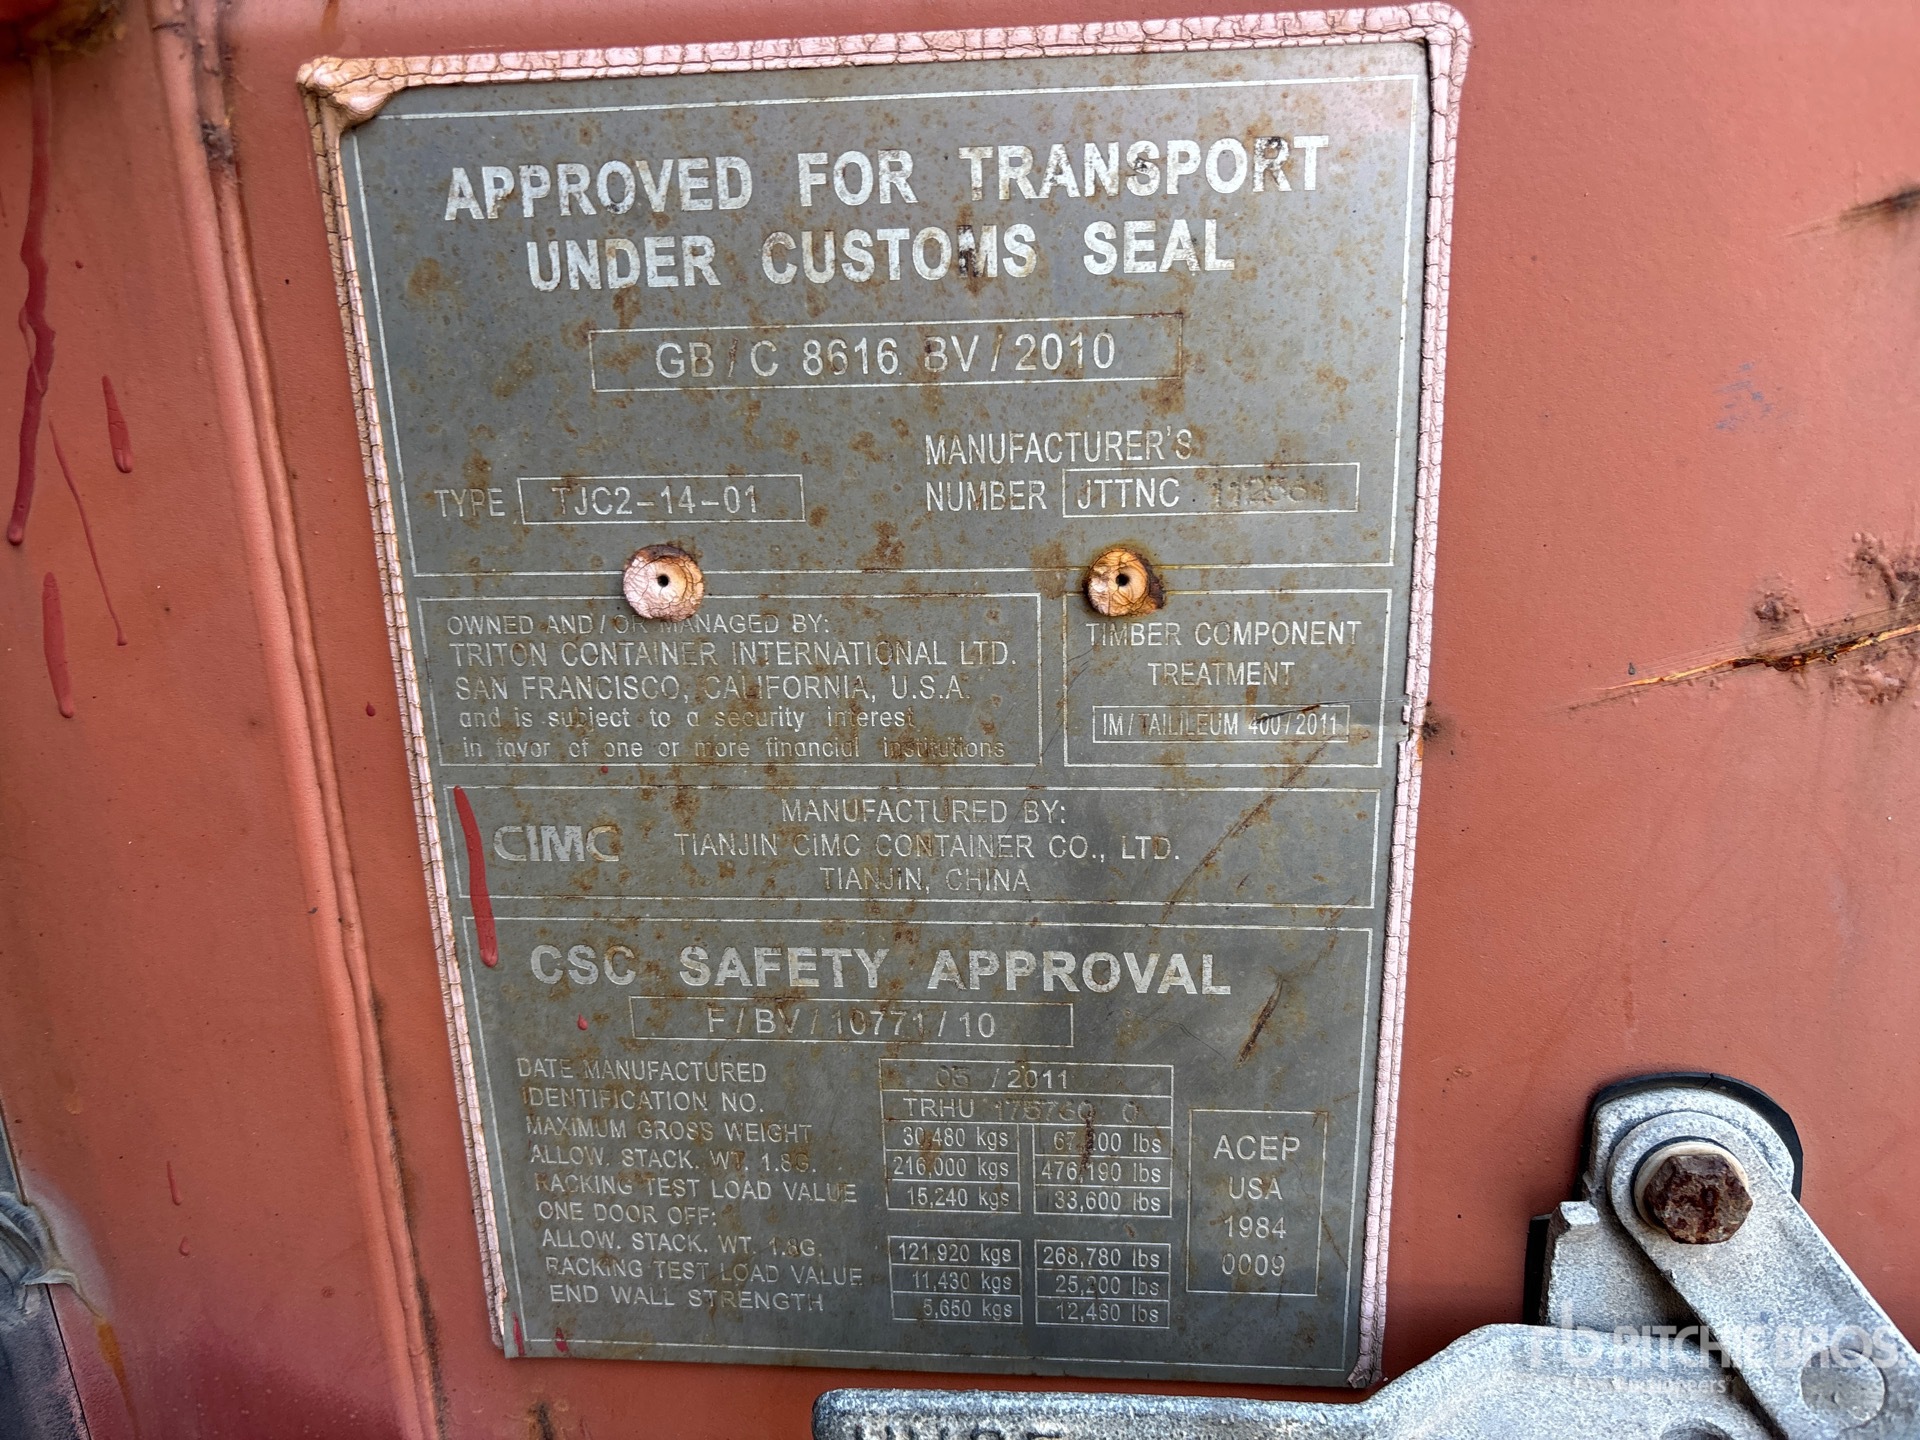 APPROVED FOR TRANSPORT
UNDER CUSTOMS SEAL
GB/C 8616 BV/2010
MANUFACTURER'S
TYPE TJC2-14-01 NUMBER JTTNC
OWNED AND/OR MANAGED BY:
TRITON CONTAINER INTERNATIONAL LTD.
SAN FRANCISCO, CALIFORNIA, U.S.A.
and is subject to a security interest
in favor of one or more financial institutions
TIMBER COMPONENT
TREATMENT
IM/TAILILEUM 400/2011
CIMC
MANUFACTURED BY:
TIANJIN CIMC CONTAINER CO., LTD.
TIANJIN, CHINA
CSC SAFETY APPROVAL
F/BV/10771/10
DATE MANUFACTURED 05/2011
IDENTIFICATION NO. TRHU 175760 0
MAXIMUM GROSS WEIGHT 30,480 kgs 67,200 lbs
ALLOW. STACK. WT. 1.8G. 216,000 kgs 476,190 lbs
RACKING TEST LOAD VALUE 15,240 kgs 33,600 lbs
ONE DOOR OFF:
ALLOW. STACK. WT. 1.8G. 121,920 kgs 268,780 lbs
RACKING TEST LOAD VALUE 11,430 kgs 25,200 lbs
END WALL STRENGTH 5,650 kgs 12,460 lbs
ACEP
USA
1984
0009
rb RITCHIE BROS
Auctioneers